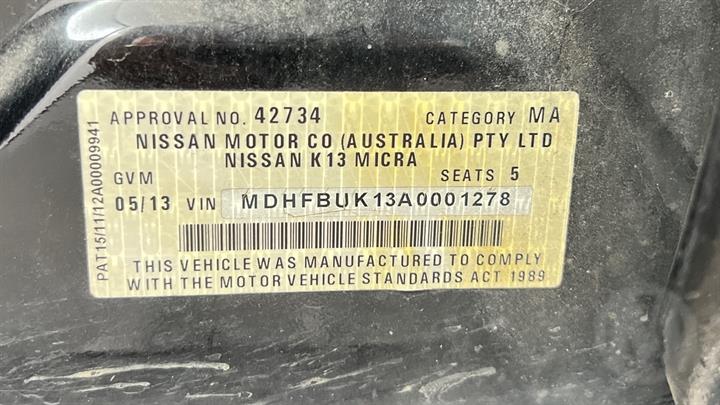 APPROVAL NO. 42734 CATEGORY MA
NISSAN MOTOR CO (AUSTRALIA) PTY LTD
NISSAN K13 MICRA
GVM SEATS 5
05/13 VIN MDHFBUK13A0001278
THIS VEHICLE WAS MANUFACTURED TO COMPLY
WITH THE MOTOR VEHICLE STANDARDS ACT 1989
PAT15/11/12A00009941